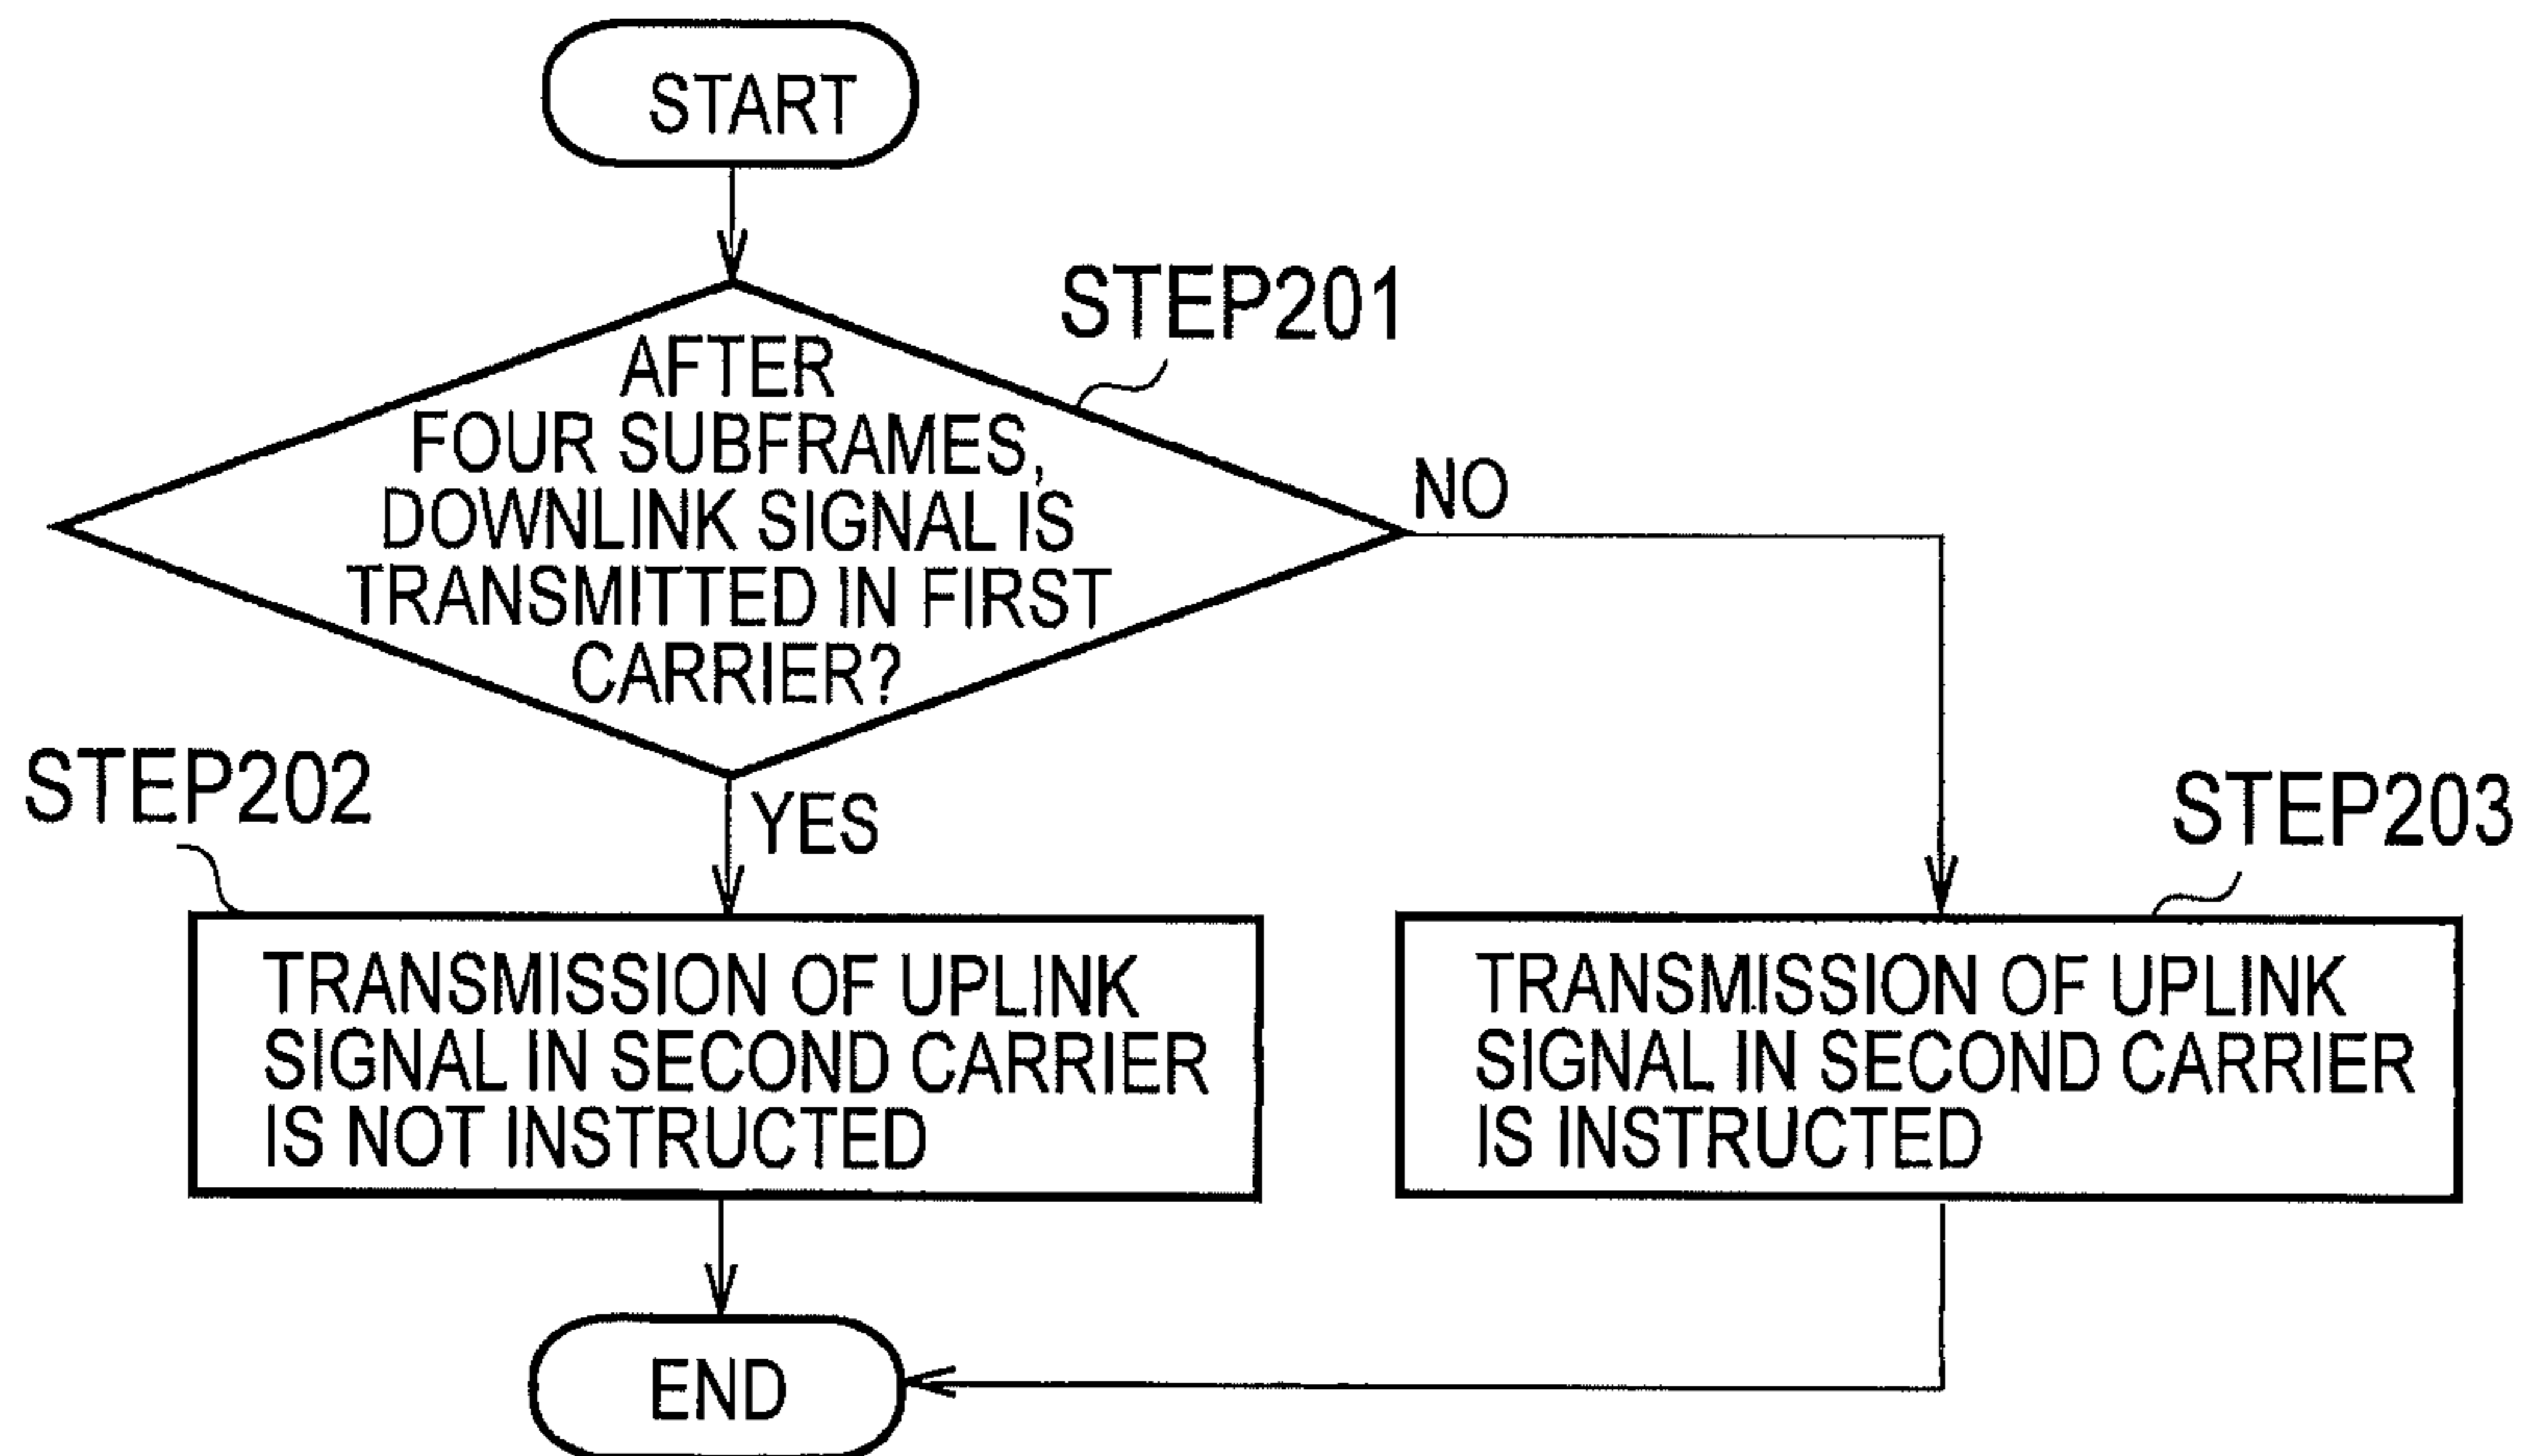 START
STEP201
AFTER
FOUR SUBFRAMES,
DOWNLINK SIGNAL IS
TRANSMITTED IN FIRST
CARRIER?
NO
YES
STEP202
TRANSMISSION OF UPLINK
SIGNAL IN SECOND CARRIER
IS NOT INSTRUCTED
STEP203
TRANSMISSION OF UPLINK
SIGNAL IN SECOND CARRIER
IS INSTRUCTED
END